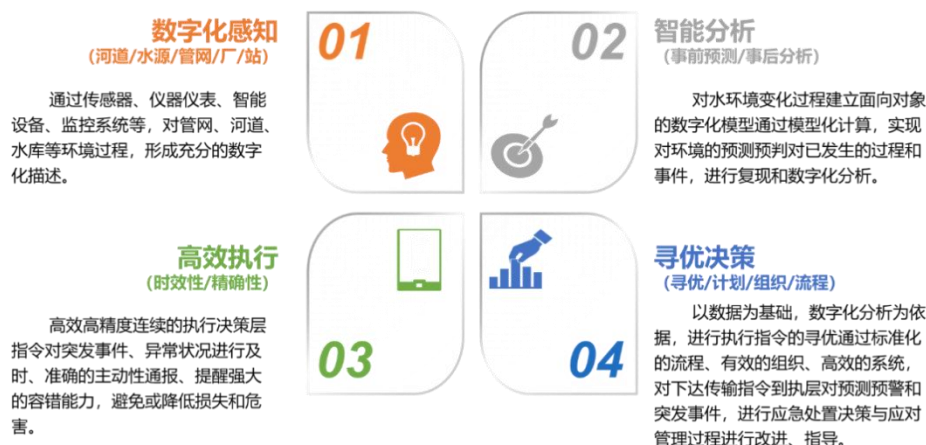 数字化感知
(河道/水源/管网/厂/站)
通过传感器、仪器仪表、智能
设备、监控系统等，对管网、河道、
水库等环境过程，形成充分的数字
化描述。
01
02
智能分析
(事前预测/事后分析)
对水环境变化过程建立面向对象
的数字化模型通过模型化计算，实现
对环境的预测预判对已发生的过程和
事件，进行复现和数字化分析。
高效执行
(时效性/精确性)
高效高精度连续的执行决策层
指令对突发事件、异常状况进行及
时、准确的主动性通报、提醒强大
的容错能力，避免或降低损失和危
害。
03
04
寻优决策
(寻优/计划/组织/流程)
以数据为基础，数字化分析为依
据，进行执行指令的寻优通过标准化
的流程、有效的组织、高效的系统，
对下达传输指令到执层对预测预警和
突发事件，进行应急处置决策与应对
管理过程进行改进、指导。